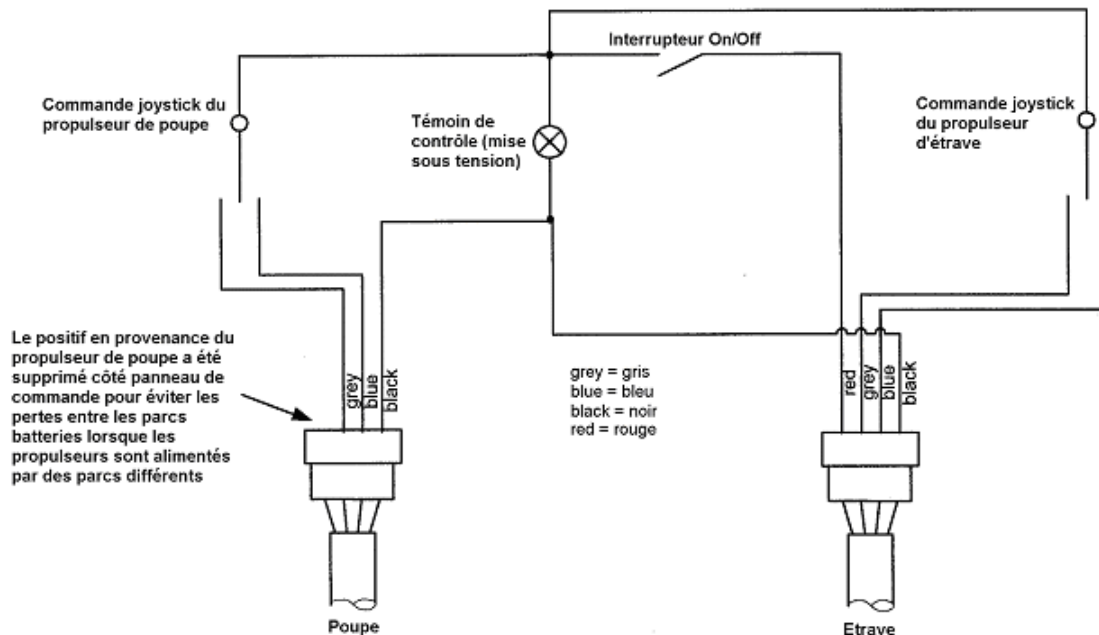 Interrupteur On/Off
Commande joystick du
propulseur de poupe
Témoin de
contrôle (mise
sous tension)
Commande joystick
du propulseur
d'étrave
Le positif en provenance du
propulseur de poupe a été
supprimé côté panneau de
commande pour éviter les
pertes entre les parcs
batteries lorsque les
propulseurs sont alimentés
par des parcs différents
grey
blue
black
grey = gris
blue = bleu
black = noir
red = rouge
red
grey
blue
black
Poupe
Etrave